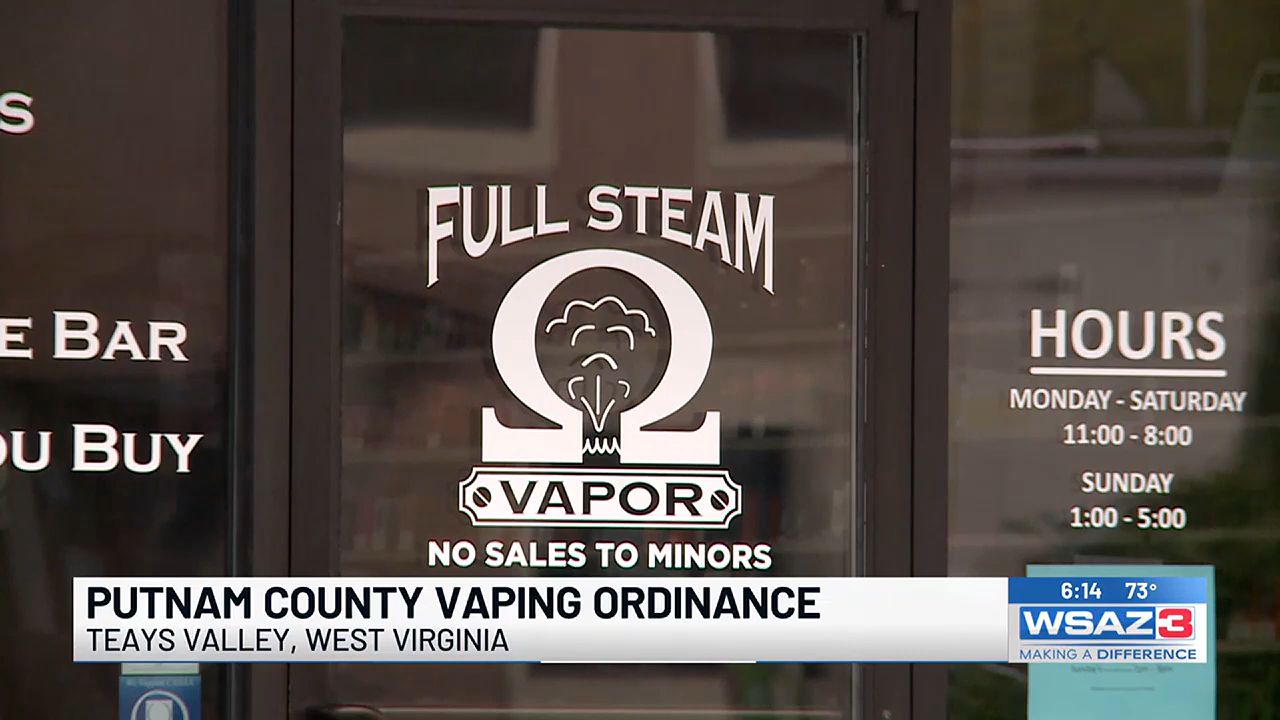 S
E BAR
OU BUY
FULL STEAM
VAPOR
NO SALES TO MINORS
HOURS
MONDAY - SATURDAY
11:00 - 8:00
SUNDAY
1:00 - 5:00
PUTNAM COUNTY VAPING ORDINANCE
TEAYS VALLEY, WEST VIRGINIA
6:14 73°
WSAZ3
MAKING A DIFFERENCE